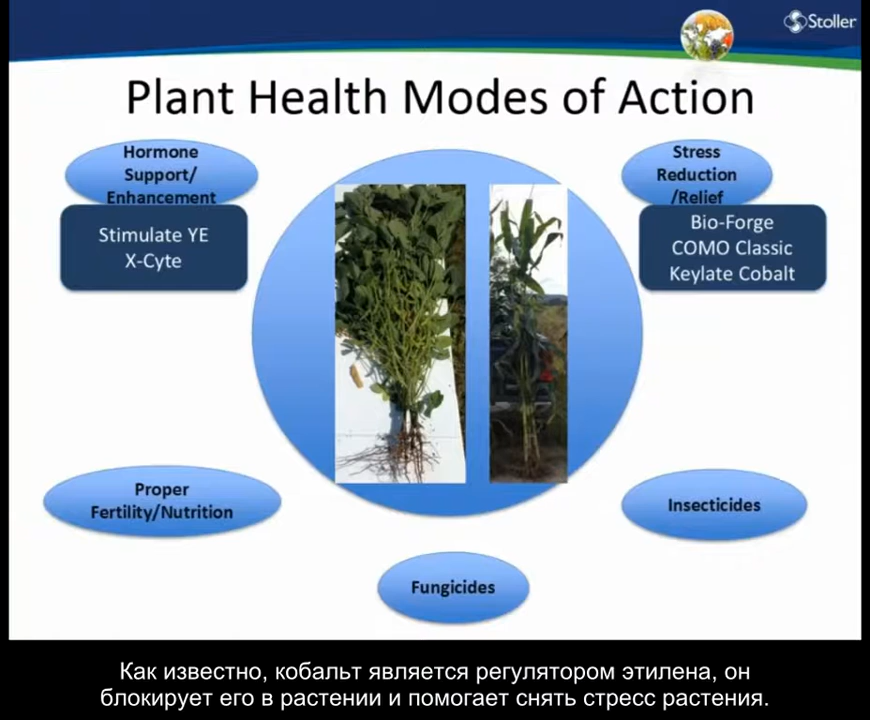 Stoller
Plant Health Modes of Action
Hormone
Support/
Enhancement
Stimulate YE
X-Cyte
Stress
Reduction
/Relief
Bio-Forge
COMO Classic
Keylate Cobalt
Proper
Fertility/Nutrition
Insecticides
Fungicides
Как известно, кобальт является регулятором этилена, он
блокирует его в растении и помогает снять стресс растения.